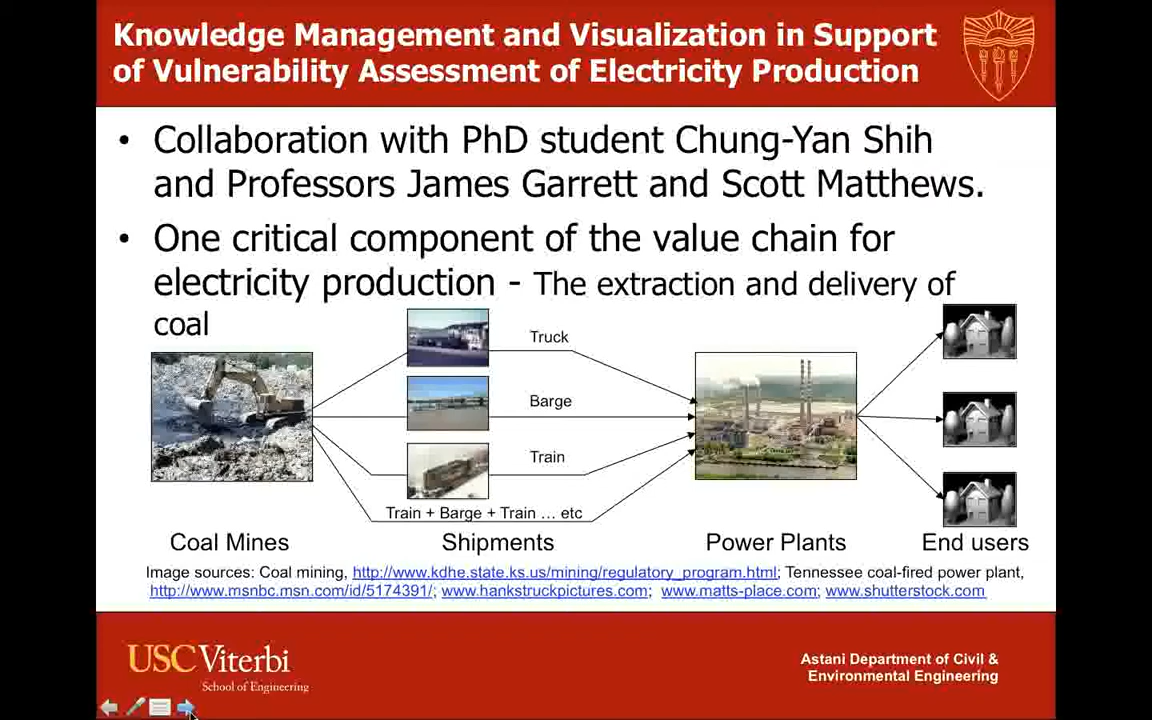 Knowledge Management and Visualization in Support
of Vulnerability Assessment of Electricity Production
• Collaboration with PhD student Chung-Yan Shih
and Professors James Garrett and Scott Matthews.
• One critical component of the value chain for
electricity production - The extraction and delivery of
coal
Truck
Barge
Train
Train + Barge + Train … etc
Coal Mines
Shipments
Power Plants
End users
Image sources: Coal mining, http://www.kdhe.state.ks.us/mining/regulatory_program.html; Tennessee coal-fired power plant,
http://www.msnbc.msn.com/id/5174391/; www.hankstruckpictures.com; www.matts-place.com; www.shutterstock.com
USC Viterbi
School of Engineering
Astani Department of Civil &
Environmental Engineering